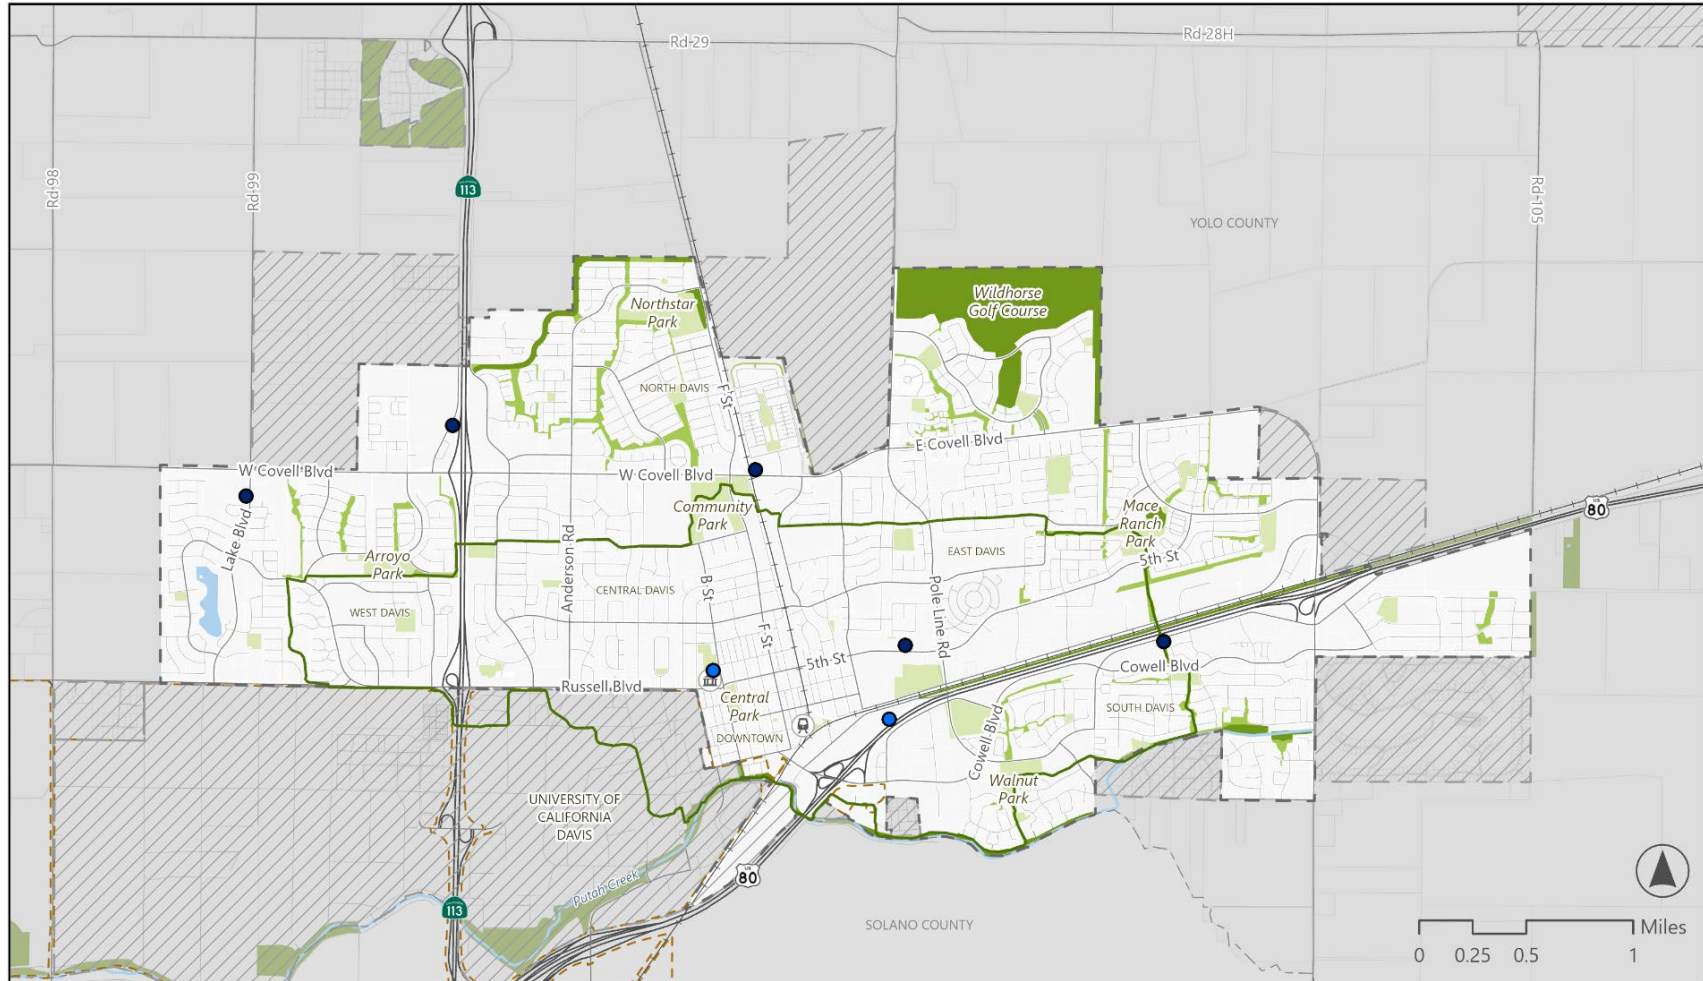 Rd 29
Rd 28H
Rd 98
Rd 99
113
Rd 105
YOLO COUNTY
Wildhorse
Golf Course
Northstar
Park
NORTH DAVIS
F St
E Covell Blvd
W Covell Blvd
W Covell Blvd
Lake Blvd
Community
Park
Mace
Ranch
Park
US
80
Arroyo
Park
Anderson Rd
EAST DAVIS
5th St
CENTRAL DAVIS
B St
Pole Line Rd
WEST DAVIS
F St
5th St
Cowell Blvd
Russell Blvd
Central
Park
SOUTH DAVIS
DOWNTOWN
Cowell Blvd
Walnut
Park
UNIVERSITY OF
CALIFORNIA
DAVIS
US
80
Putah Creek
113
SOLANO COUNTY
Miles
0 0.25 0.5 1